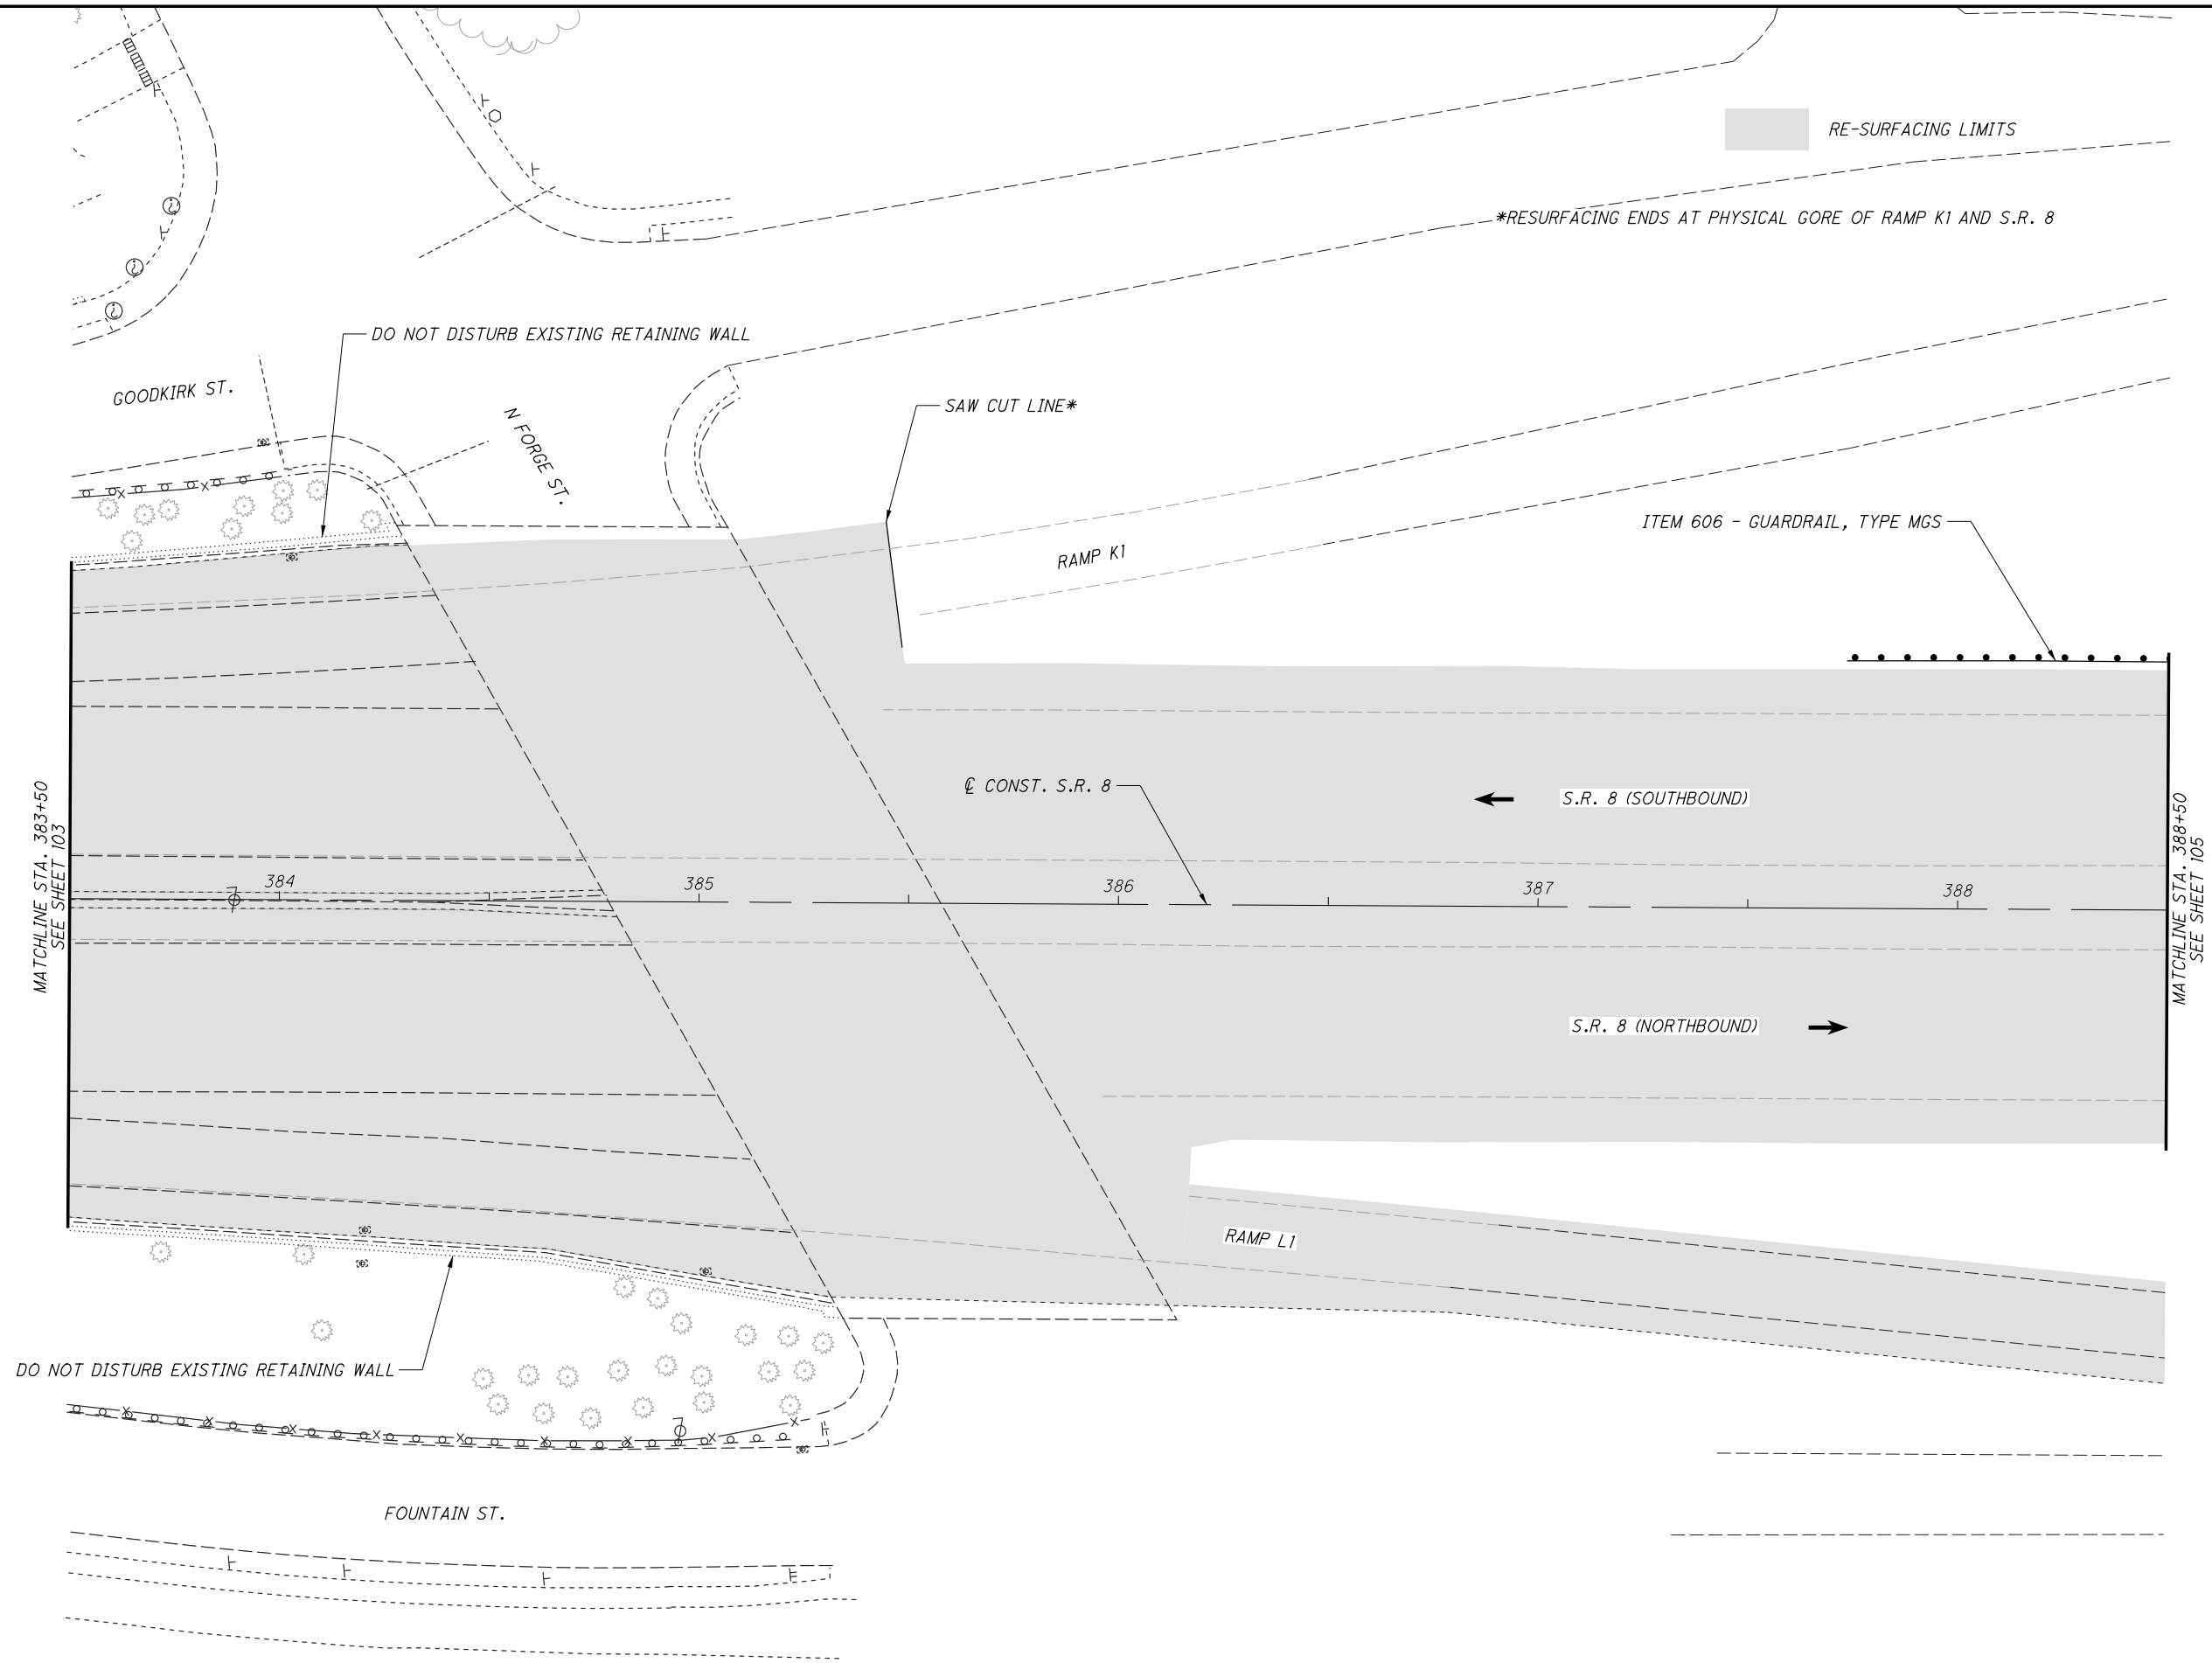 RE-SURFACING LIMITS
*RESURFACING ENDS AT PHYSICAL GORE OF RAMP K1 AND S.R. 8
DO NOT DISTURB EXISTING RETAINING WALL
GOODKIRK ST.
N FORGE ST.
SAW CUT LINE*
ITEM 606 - GUARDRAIL, TYPE MGS
RAMP K1
℄ CONST. S.R. 8
S.R. 8 (SOUTHBOUND)
MATCHLINE STA. 383+50
SEE SHEET 103
384
385
386
387
388
MATCHLINE STA. 388+50
SEE SHEET 105
S.R. 8 (NORTHBOUND)
RAMP L1
DO NOT DISTURB EXISTING RETAINING WALL
FOUNTAIN ST.